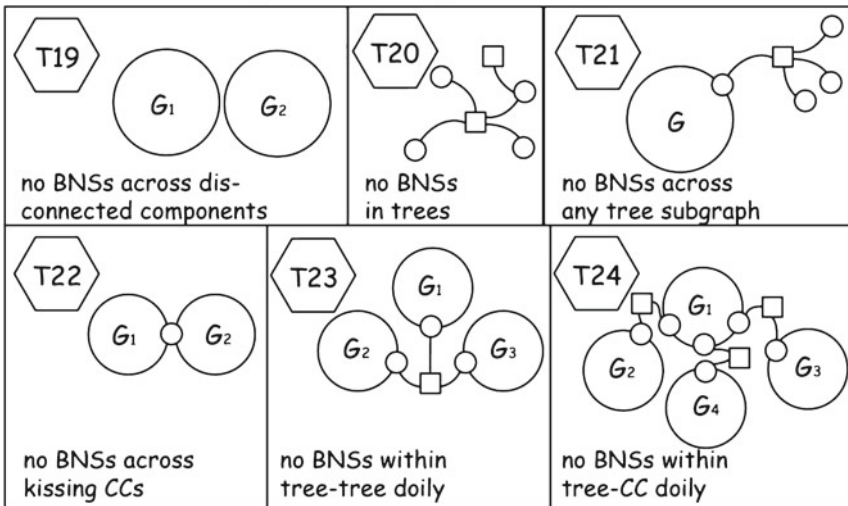 T19
G₁
G₂
no BNSs across dis-
connected components
T20
no BNSs
in trees
T21
G
no BNSs across
any tree subgraph
T22
G₁
G₂
no BNSs across
kissing CCs
T23
G₁
G₂
G₃
no BNSs within
tree-tree doily
T24
G₁
G₂
G₃
G₄
no BNSs within
tree-CC doily